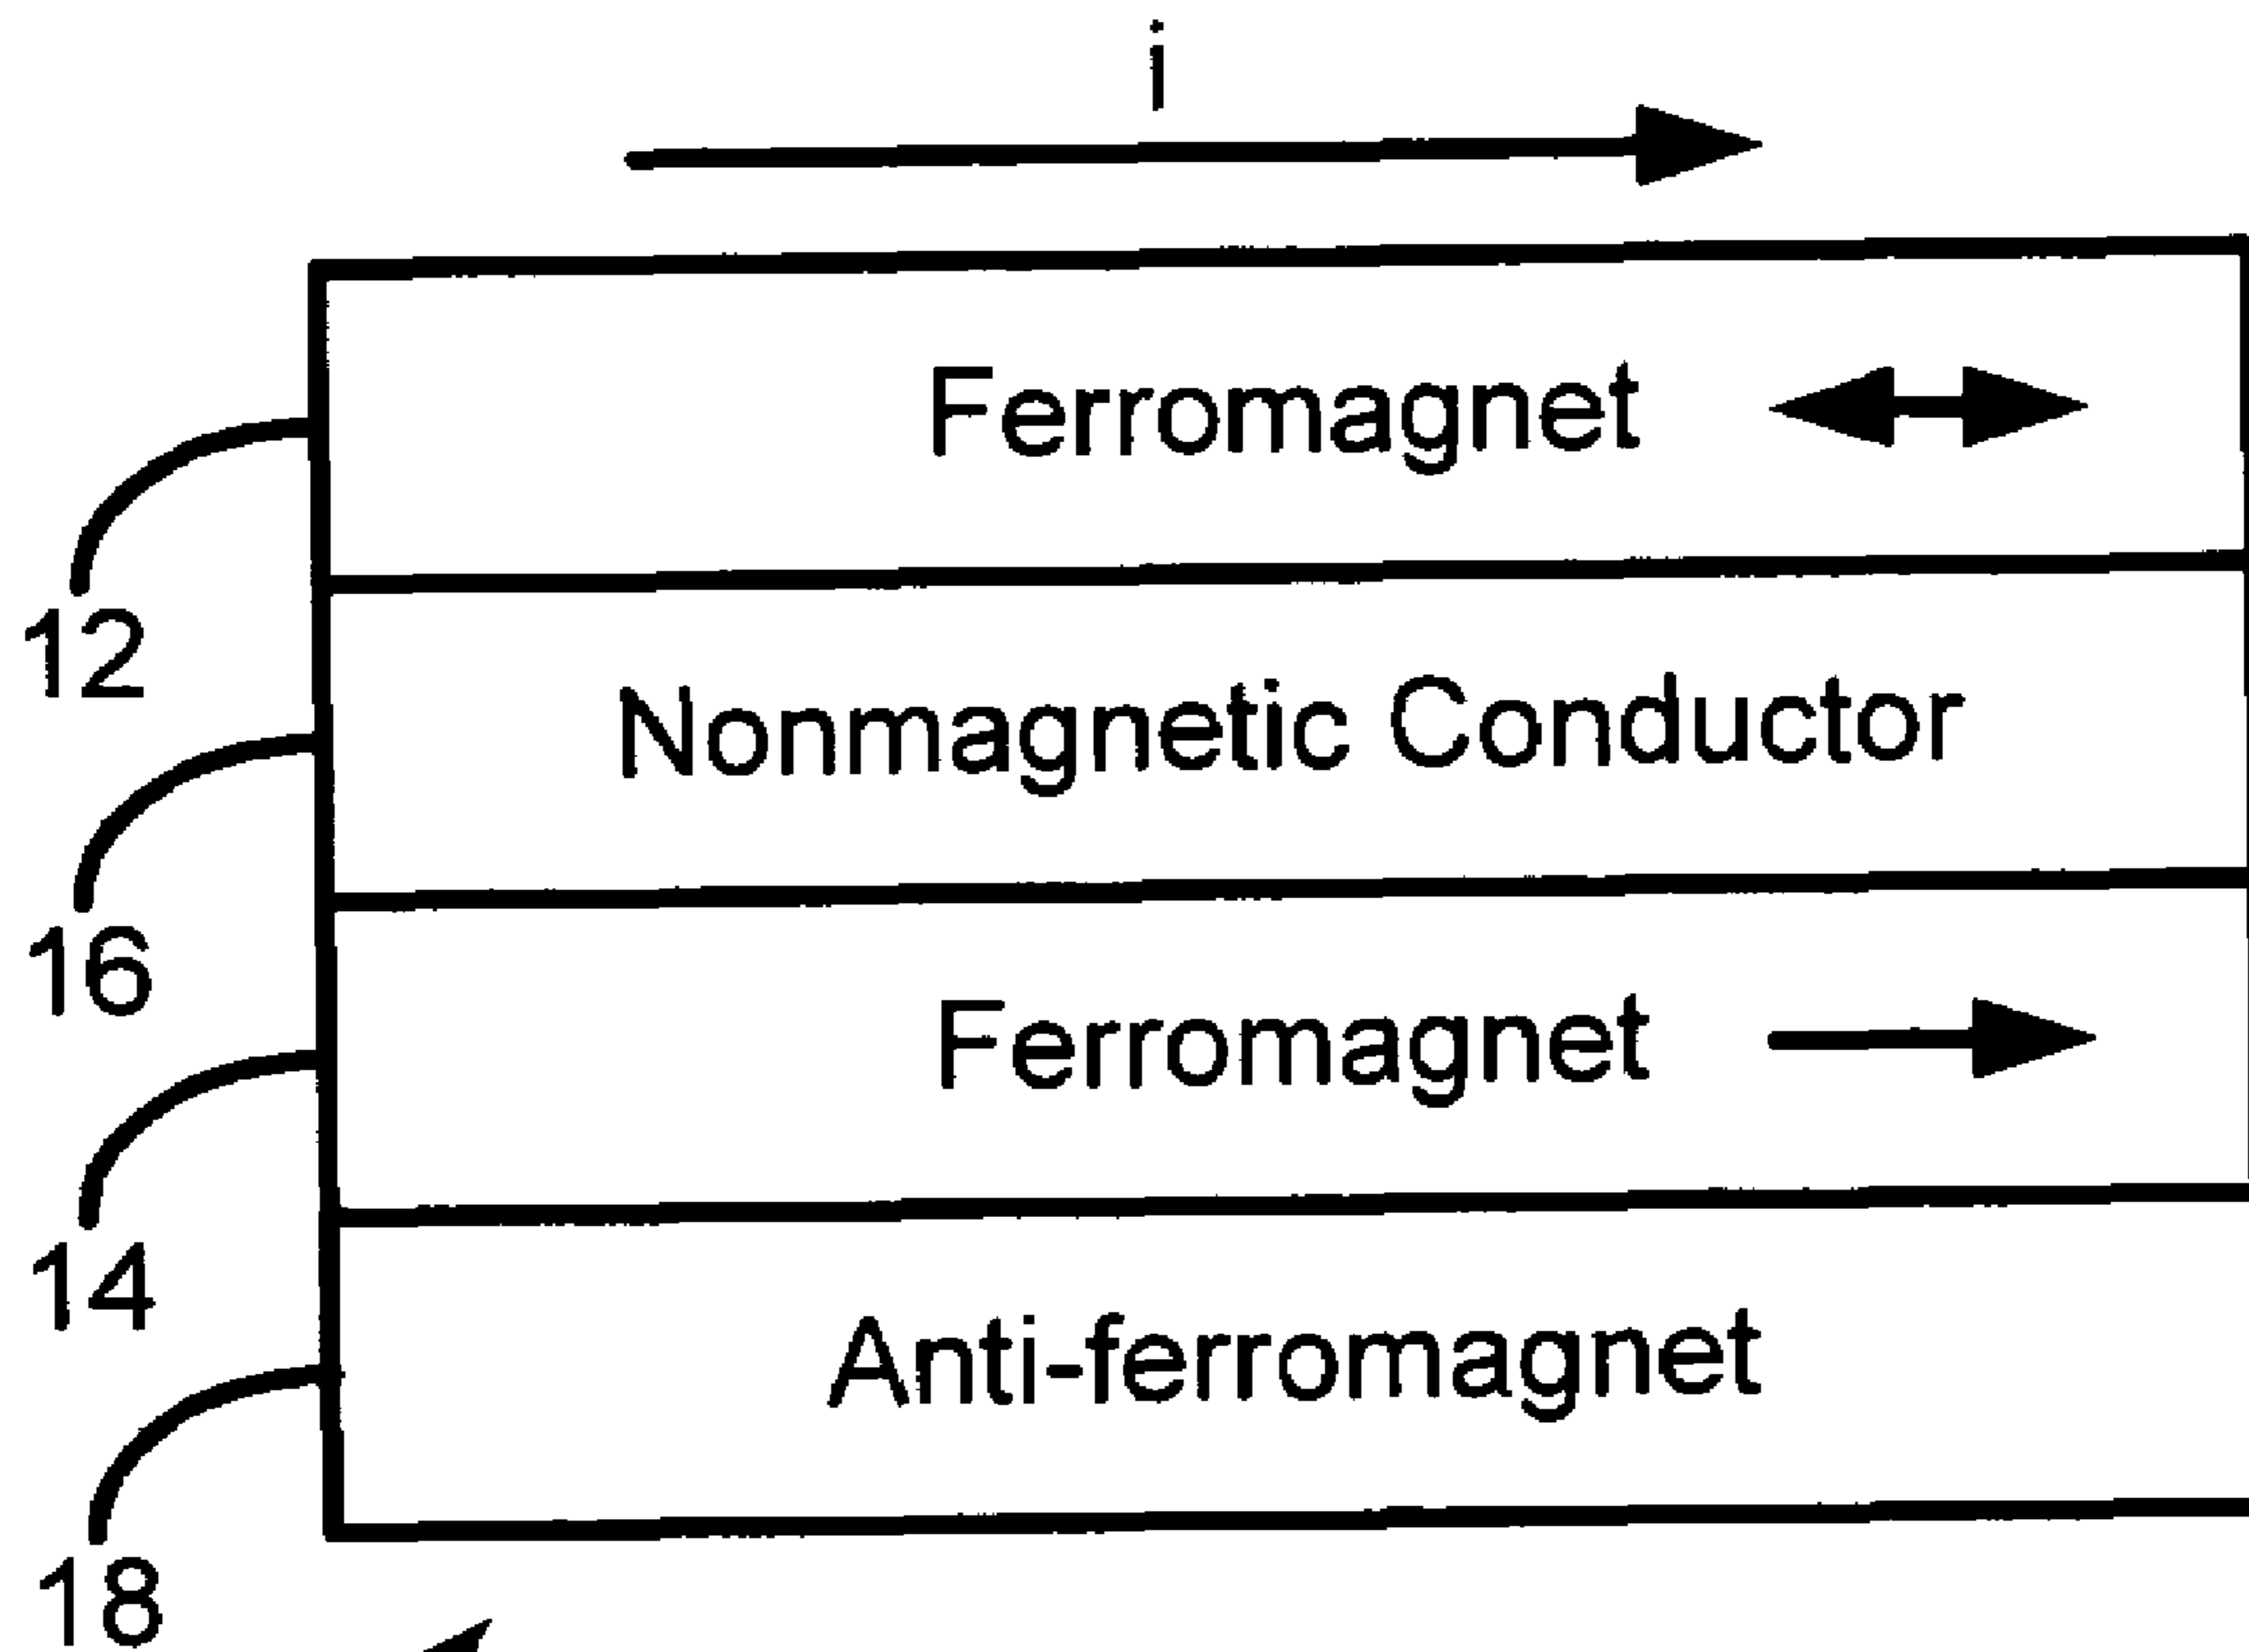 i
Ferromagnet
12
Nonmagnetic Conductor
16
Ferromagnet
14
Anti-ferromagnet
18